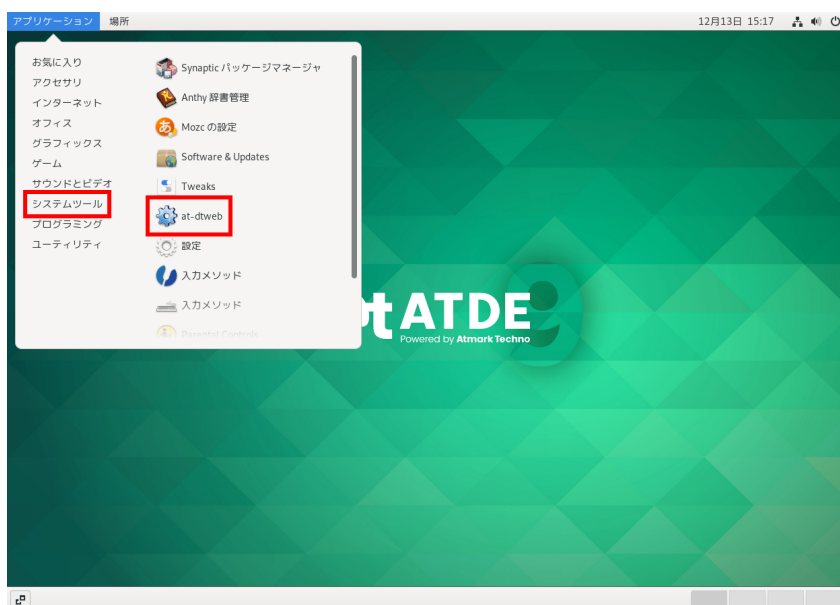 アプリケーション 場所 12月13日 15:17
お気に入り
アクセサリ
インターネット
オフィス
グラフィックス
ゲーム
サウンドとビデオ
システムツール
プログラミング
ユーティリティ
Synaptic パッケージマネージャ
Anthy 辞書管理
Mozc の設定
Software & Updates
Tweaks
at-dtweb
設定
入力メソッド
入力メソッド
Parental Controls
t ATDE 9
Powered by Atmark Techno